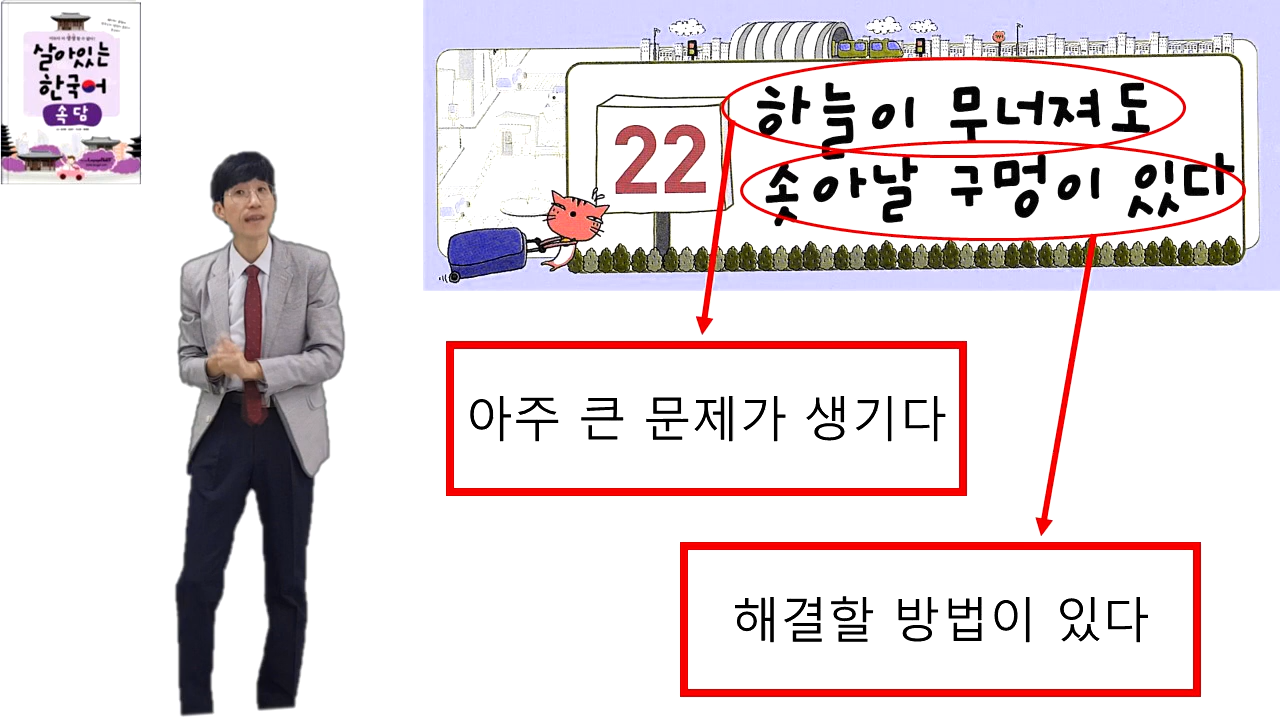 살아있는
한국어
속담
22
하늘이 무너져도
솟아날 구멍이 있다
아주 큰 문제가 생기다
해결할 방법이 있다